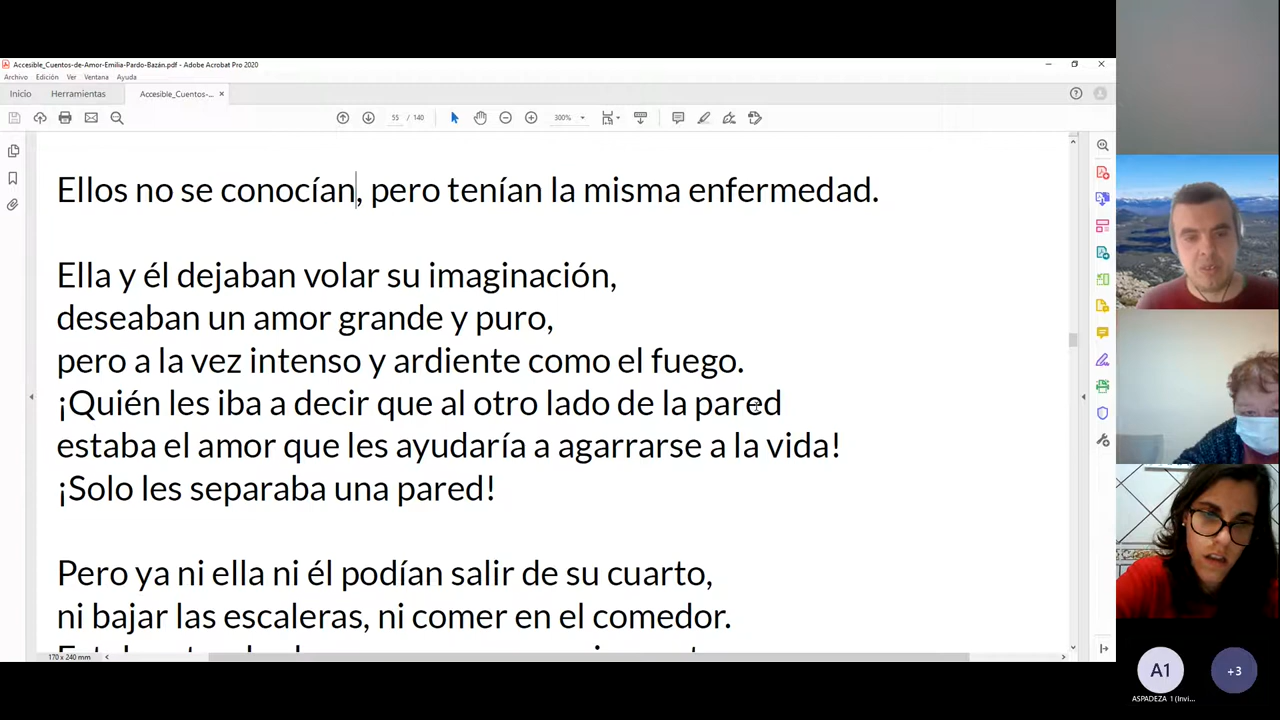 Accesible_Cuentos-de-Amor-Emilia-Pardo-Bazán.pdf - Adobe Acrobat Pro 2020
Archivo Edición Ver Ventana Ayuda
Inicio Herramientas Accesible_Cuentos-... ×
55 / 140 300%
Ellos no se conocían, pero tenían la misma enfermedad.
Ella y él dejaban volar su imaginación,
deseaban un amor grande y puro,
pero a la vez intenso y ardiente como el fuego.
¡Quién les iba a decir que al otro lado de la pared
estaba el amor que les ayudaría a agarrarse a la vida!
¡Solo les separaba una pared!
Pero ya ni ella ni él podían salir de su cuarto,
ni bajar las escaleras, ni comer en el comedor.
170 x 240 mm
A1
+3
ASPADEZA 1 (Invi...